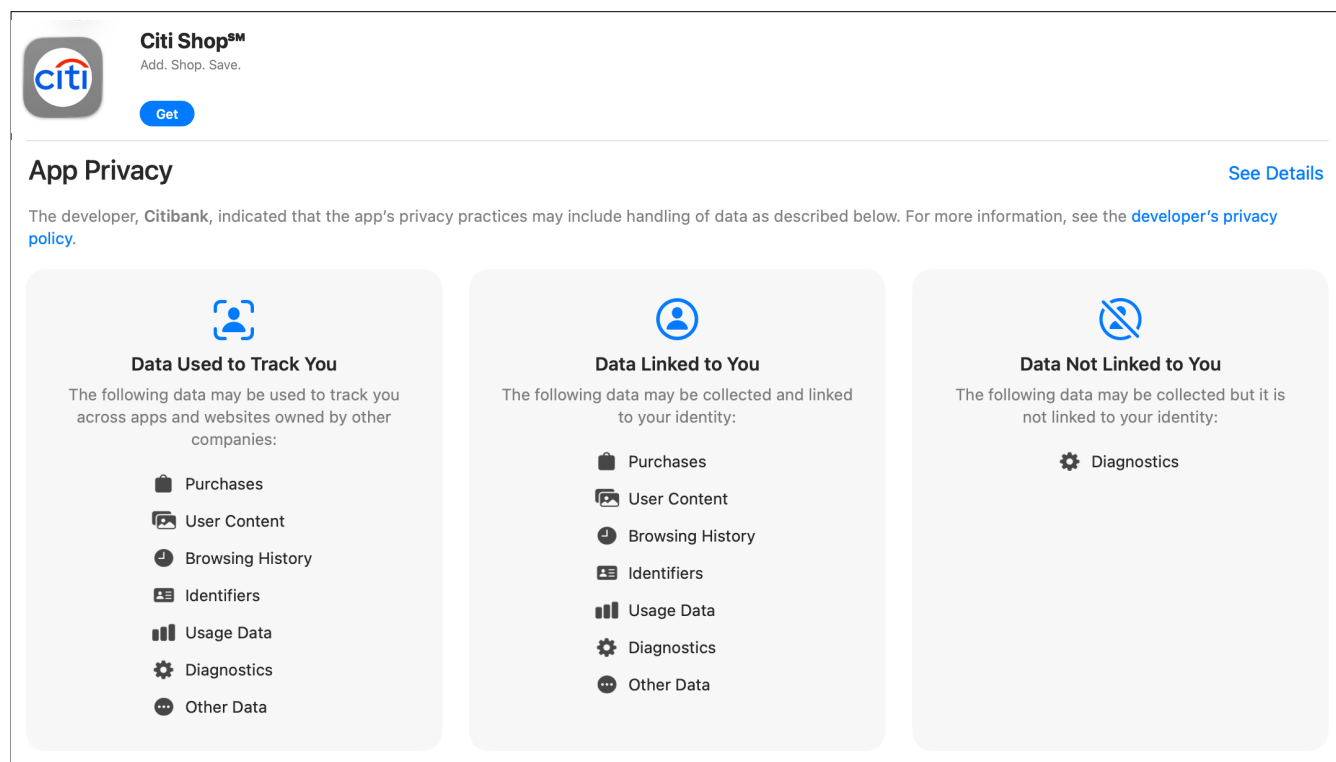 citi
Citi Shop℠
Add. Shop. Save.
Get
App Privacy
See Details
The developer, Citibank, indicated that the app’s privacy practices may include handling of data as described below. For more information, see the developer’s privacy
policy.
Data Used to Track You
The following data may be used to track you
across apps and websites owned by other
companies:
Purchases
User Content
Browsing History
Identifiers
Usage Data
Diagnostics
Other Data
Data Linked to You
The following data may be collected and linked
to your identity:
Purchases
User Content
Browsing History
Identifiers
Usage Data
Diagnostics
Other Data
Data Not Linked to You
The following data may be collected but it is
not linked to your identity:
Diagnostics